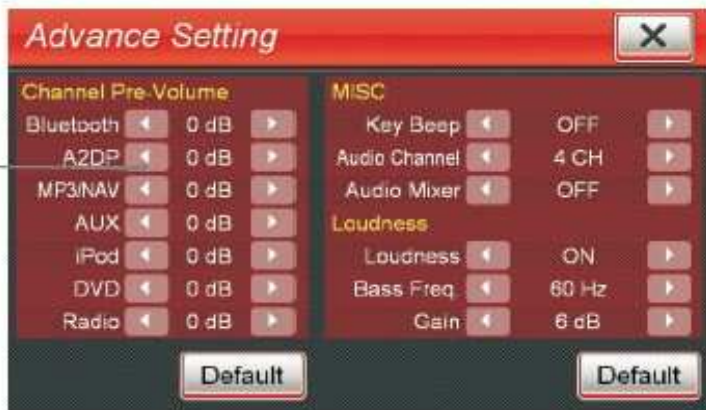 Advance Setting
Channel Pre-Volume
Bluetooth 0 dB
A2DP 0 dB
MP3/NAV 0 dB
AUX 0 dB
iPod 0 dB
DVD 0 dB
Radio 0 dB
Default
MISC
Key Beep OFF
Audio Channel 4 CH
Audio Mixer OFF
Loudness
Loudness ON
Bass Freq. 60 Hz
Gain 6 dB
Default